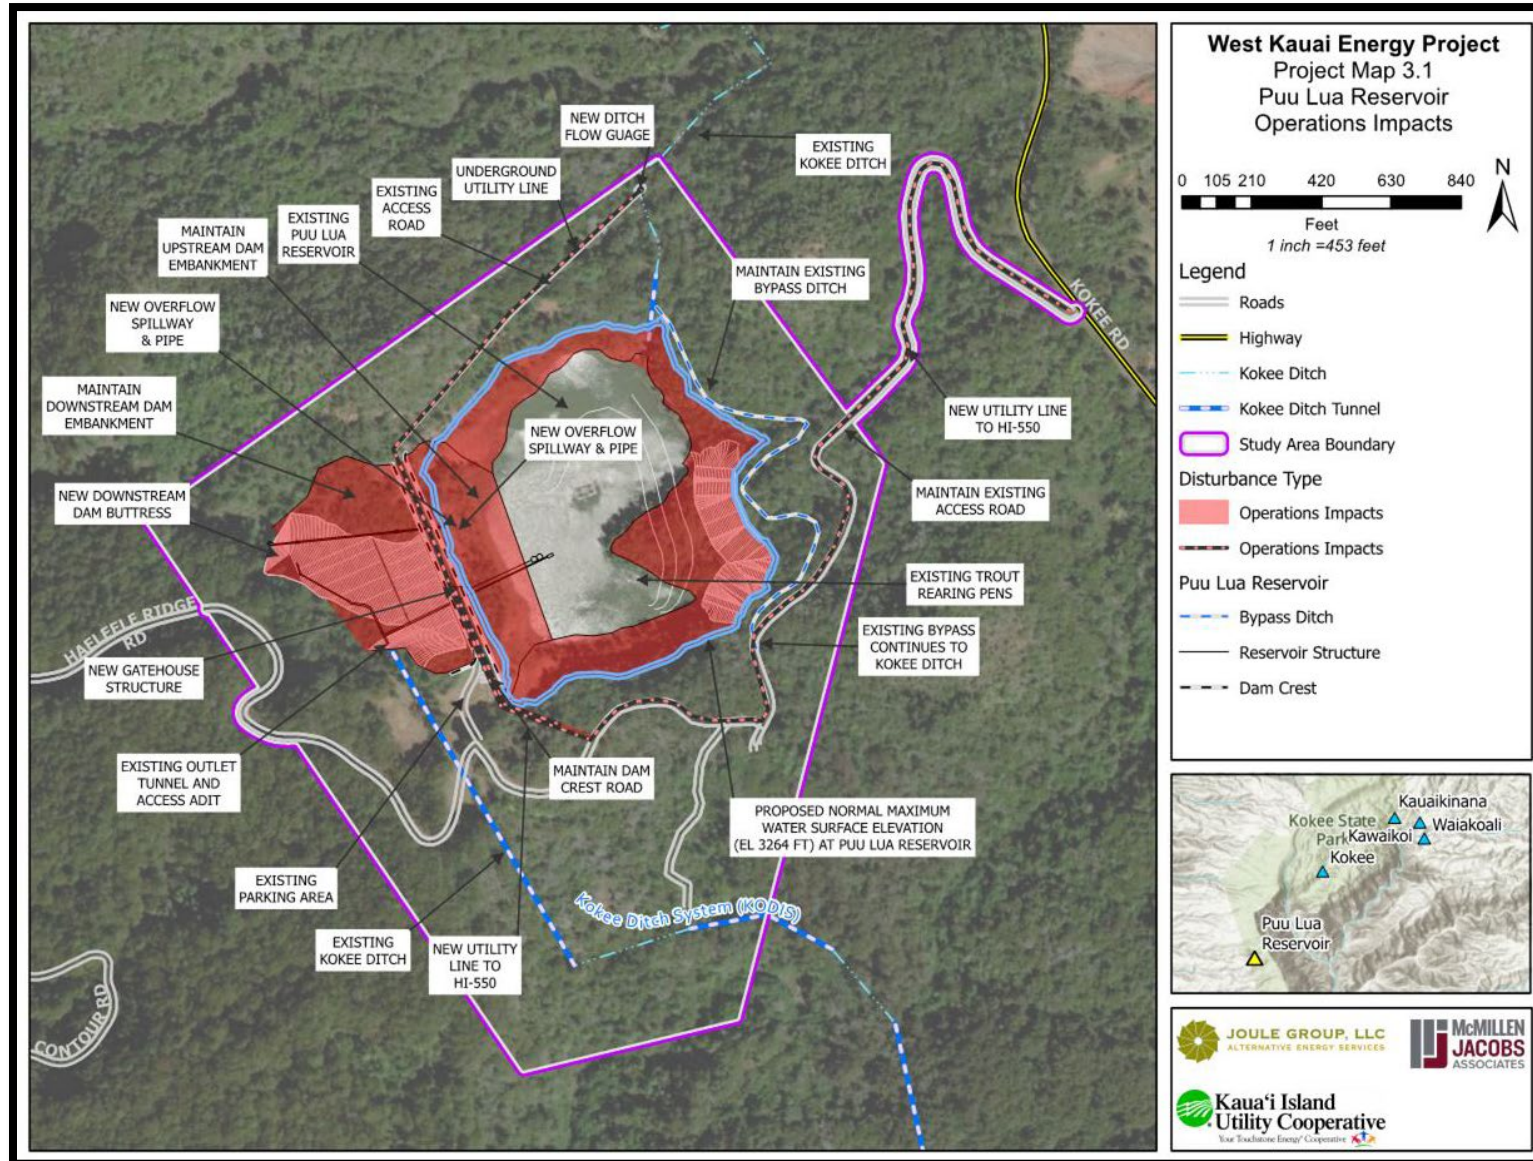 NEW DITCH
FLOW GUAGE
EXISTING
KOKEE DITCH
UNDERGROUND
UTILITY LINE
EXISTING
ACCESS
ROAD
EXISTING
PUU LUA
RESERVOIR
MAINTAIN
UPSTREAM DAM
EMBANKMENT
NEW OVERFLOW
SPILLWAY
& PIPE
MAINTAIN
DOWNSTREAM DAM
EMBANKMENT
NEW DOWNSTREAM
DAM BUTTRESS
MAINTAIN EXISTING
BYPASS DITCH
KOKEE RD
NEW UTILITY LINE
TO HI-550
NEW OVERFLOW
SPILLWAY & PIPE
MAINTAIN EXISTING
ACCESS ROAD
EXISTING TROUT
REARING PENS
EXISTING BYPASS
CONTINUES TO
KOKEE DITCH
HAELEELE RIDGE
RD
NEW GATEHOUSE
STRUCTURE
EXISTING OUTLET
TUNNEL AND
ACCESS ADIT
MAINTAIN DAM
CREST ROAD
PROPOSED NORMAL MAXIMUM
WATER SURFACE ELEVATION
(EL 3264 FT) AT PUU LUA RESERVOIR
EXISTING
PARKING AREA
EXISTING
KOKEE DITCH
NEW UTILITY
LINE TO
HI-550
Kokee Ditch System (KODIS)
CONTOUR RD
West Kauai Energy Project
Project Map 3.1
Puu Lua Reservoir
Operations Impacts
0 105 210 420 630 840
Feet
1 inch =453 feet
N
Legend
Roads
Highway
Kokee Ditch
Kokee Ditch Tunnel
Study Area Boundary
Disturbance Type
Operations Impacts
Operations Impacts
Puu Lua Reservoir
Bypass Ditch
Reservoir Structure
Dam Crest
Kauaikinana
Kokee State
Park
Kawaikoi
Waiakoali
Kokee
Puu Lua
Reservoir
JOULE GROUP, LLC
ALTERNATIVE ENERGY SERVICES
McMILLEN
JACOBS
ASSOCIATES
Kaua‘i Island
Utility Cooperative
Your Touchstone Energy® Cooperative